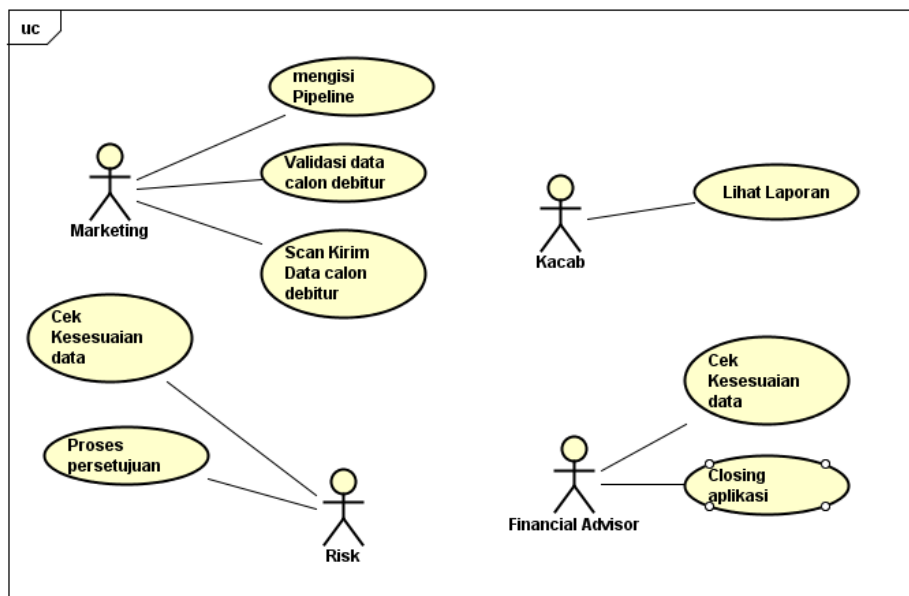 uc
mengisi
Pipeline
Validasi data
calon debitur
Marketing
Scan Kirim
Data calon
debitur
Lihat Laporan
Kacab
Cek
Kesesuaian
data
Proses
persetujuan
Risk
Cek
Kesesuaian
data
Closing
aplikasi
Financial Advisor